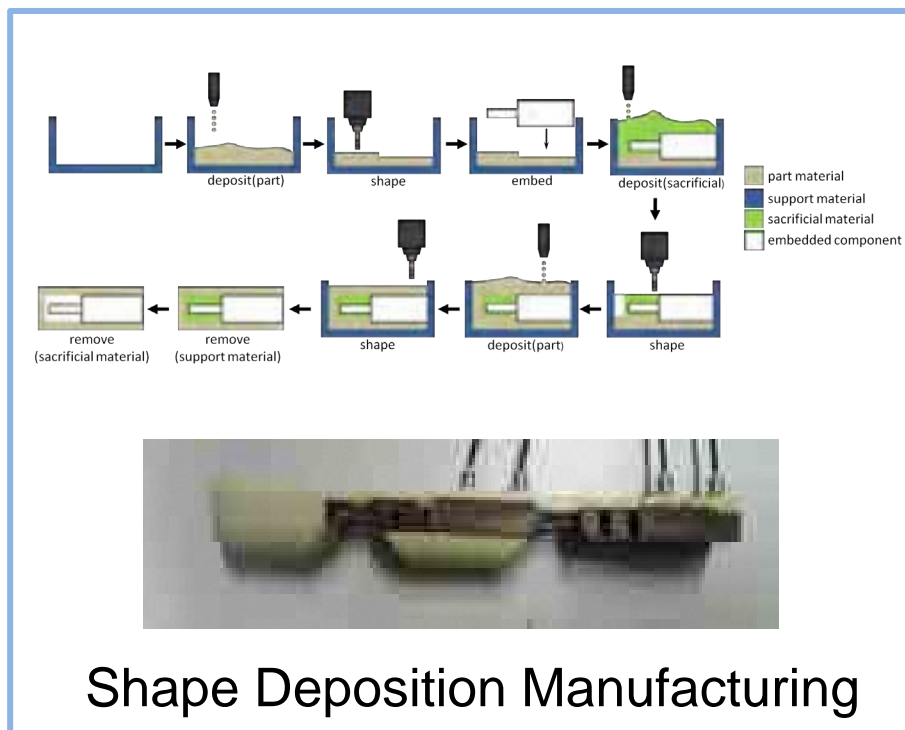 deposit(part)
shape
embed
deposit(sacrificial)
part material
support material
sacrificial material
embedded component
remove
(sacrificial material)
remove
(support material)
shape
deposit(part)
shape
Shape Deposition Manufacturing